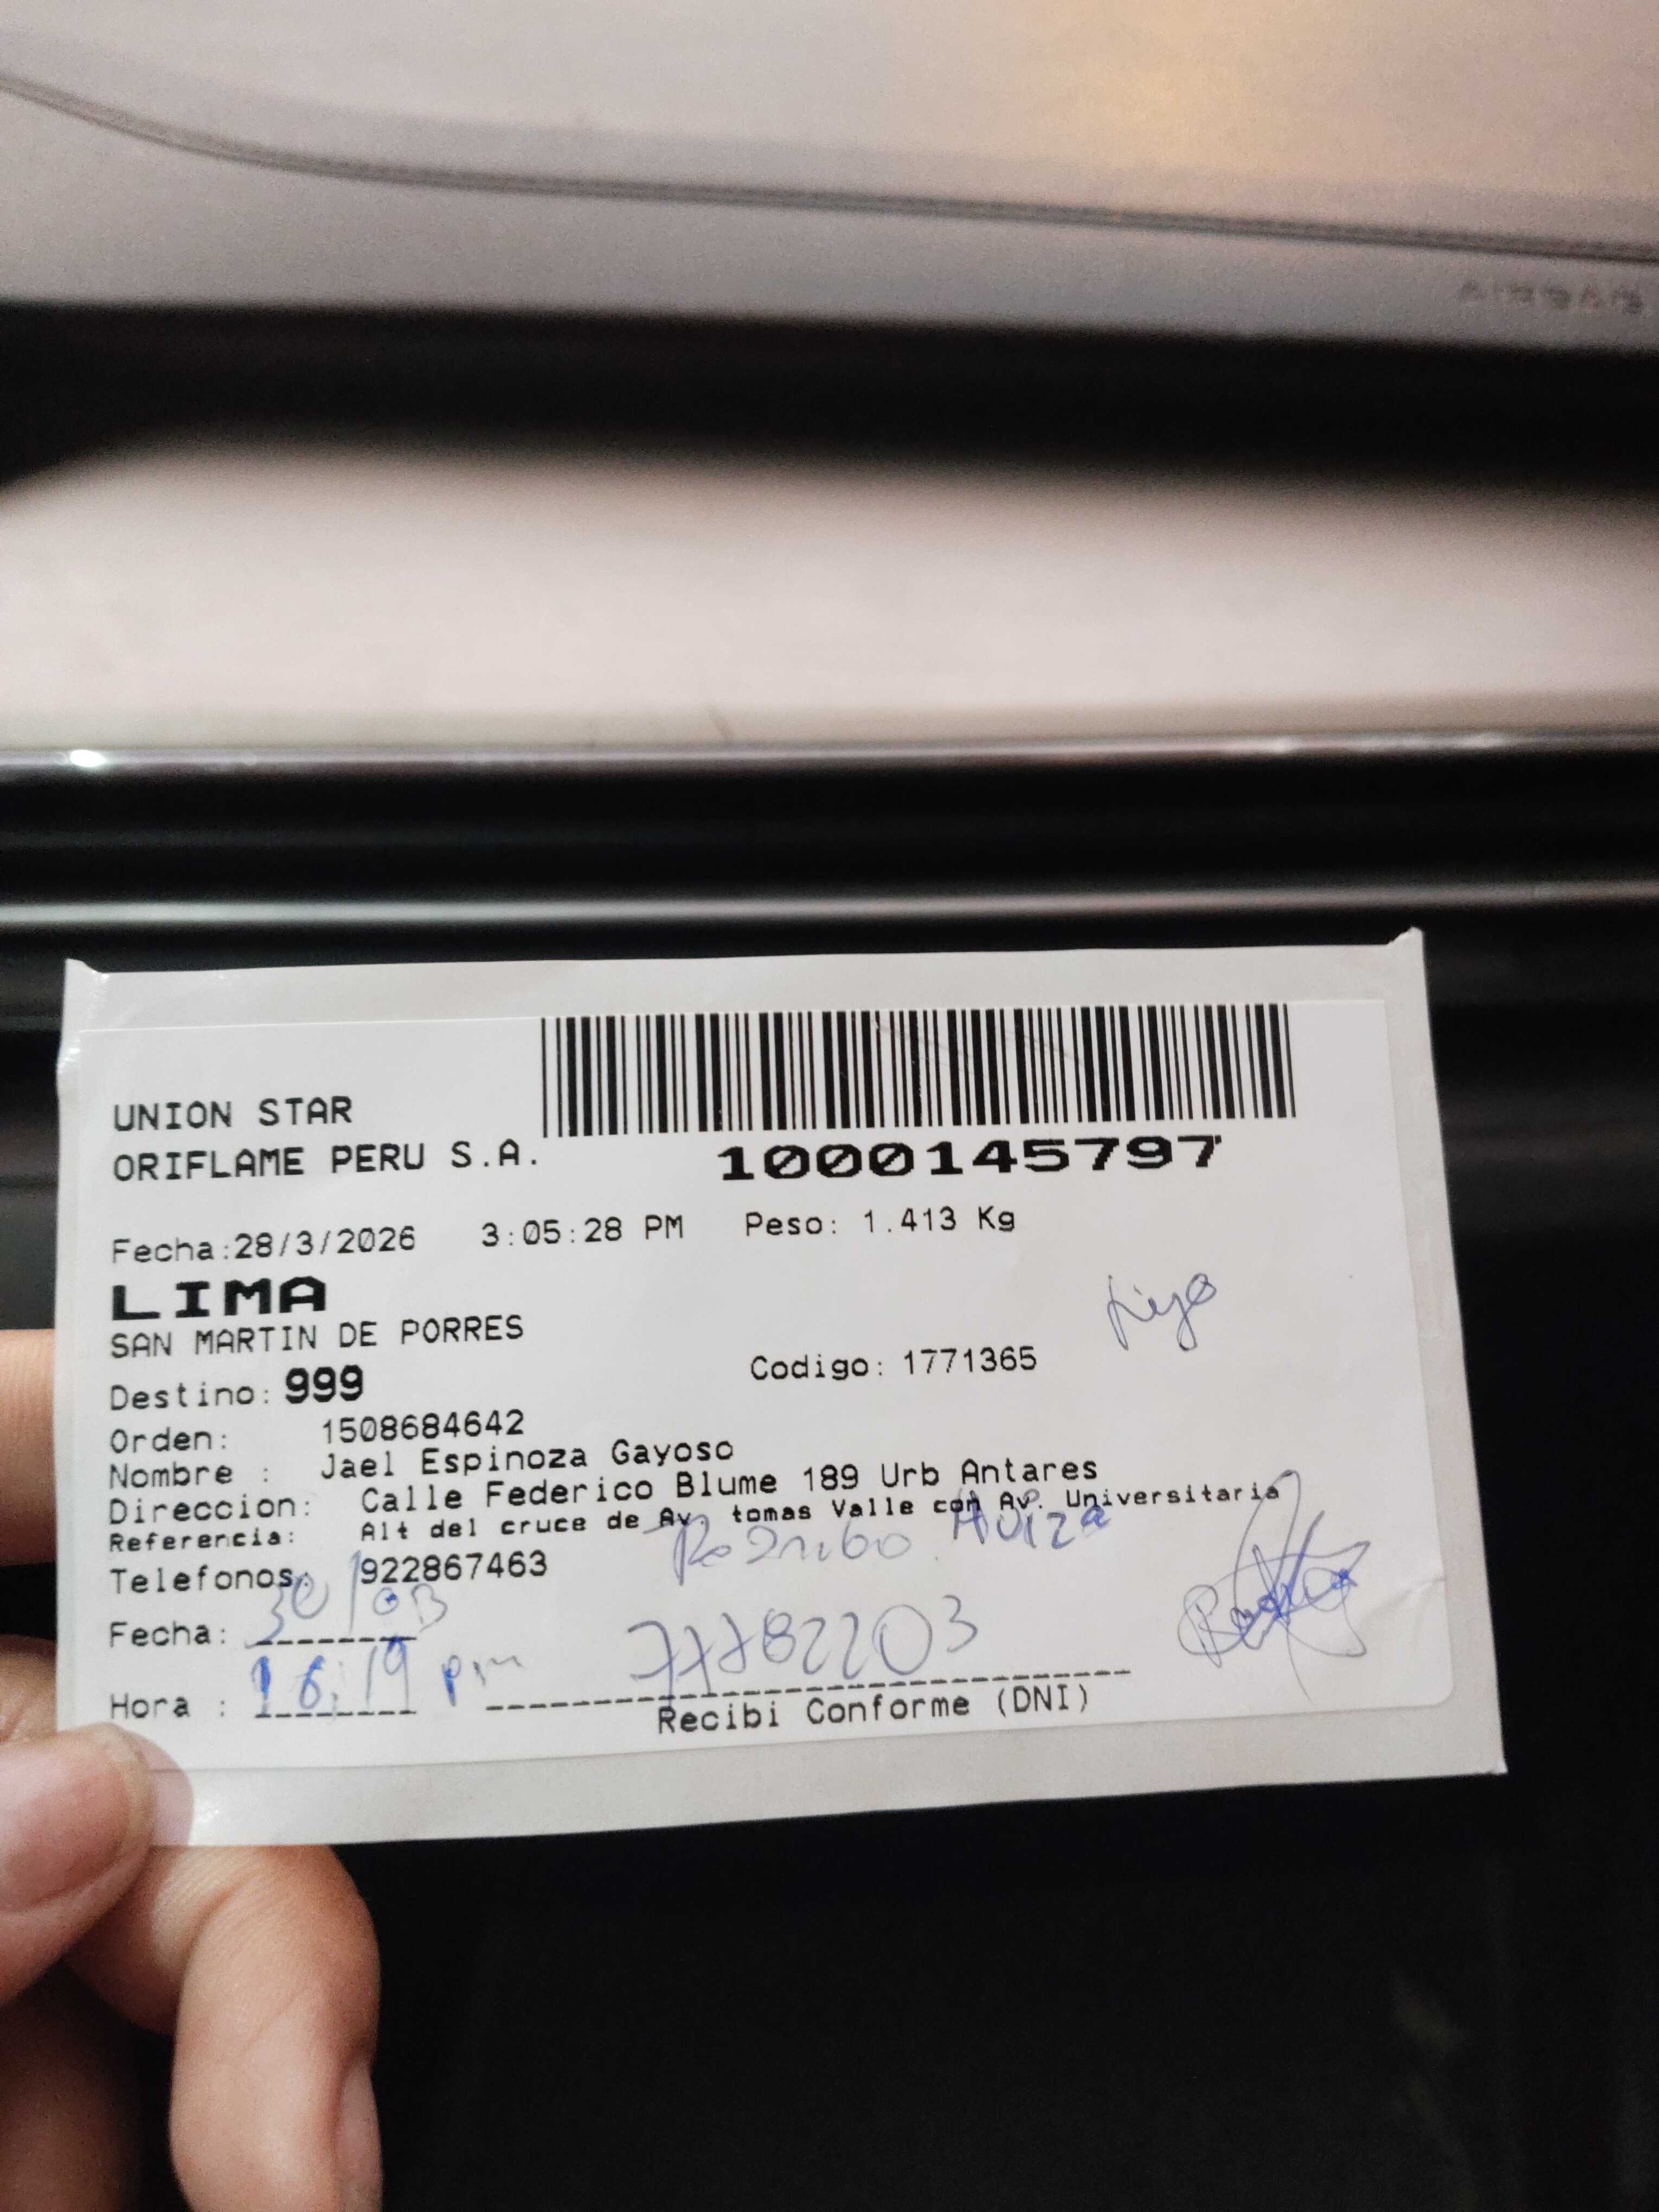 AIRBAG
UNION STAR
ORIFLAME PERU S.A.
1000145797
Fecha:28/3/2026 3:05:28 PM Peso: 1.413 Kg
LIMA
SAN MARTIN DE PORRES
Destino: 999 Codigo: 1771365
Orden: 1508684642
Nombre : Jael Espinoza Gayoso
Direccion: Calle Federico Blume 189 Urb Antares
Referencia: Alt del cruce de Av. tomas Valle con Av. Universitaria
Telefonos: 922867463
Fecha: 30/03
77782203
Hora : 16:19 pm
Recibi Conforme (DNI)